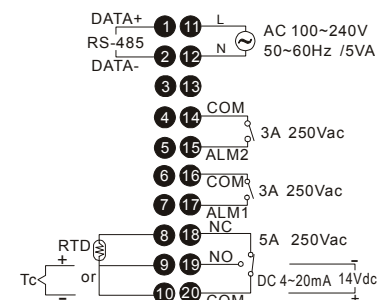 DATA+ 1 11 L AC 100~240V
RS-485
DATA- 2 12 N 50~60Hz /5VA
3 13
4 14 COM
3A 250Vac
5 15 ALM2
6 16 COM
3A 250Vac
7 17 ALM1
8 18 NC 5A 250Vac
RTD
+ 9 19 NO -
Tc or DC 4~20mA 14Vdc
- 10 20 COM +